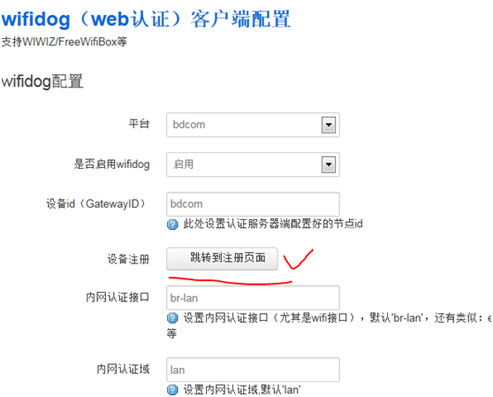 wifidog（web认证）客户端配置
支持WIWIZ/FreeWifiBox等
wifidog配置
平台
bdcom
是否启用wifidog
启用
设备id（GatewayID）
bdcom
此处设置认证服务器端配置好的节点id
设备注册
跳转到注册页面
内网认证接口
br-lan
设置内网认证接口（尤其是wifi接口），默认'br-lan'，还有类似：e
等
内网认证域
lan
设置内网认证域,默认'lan'